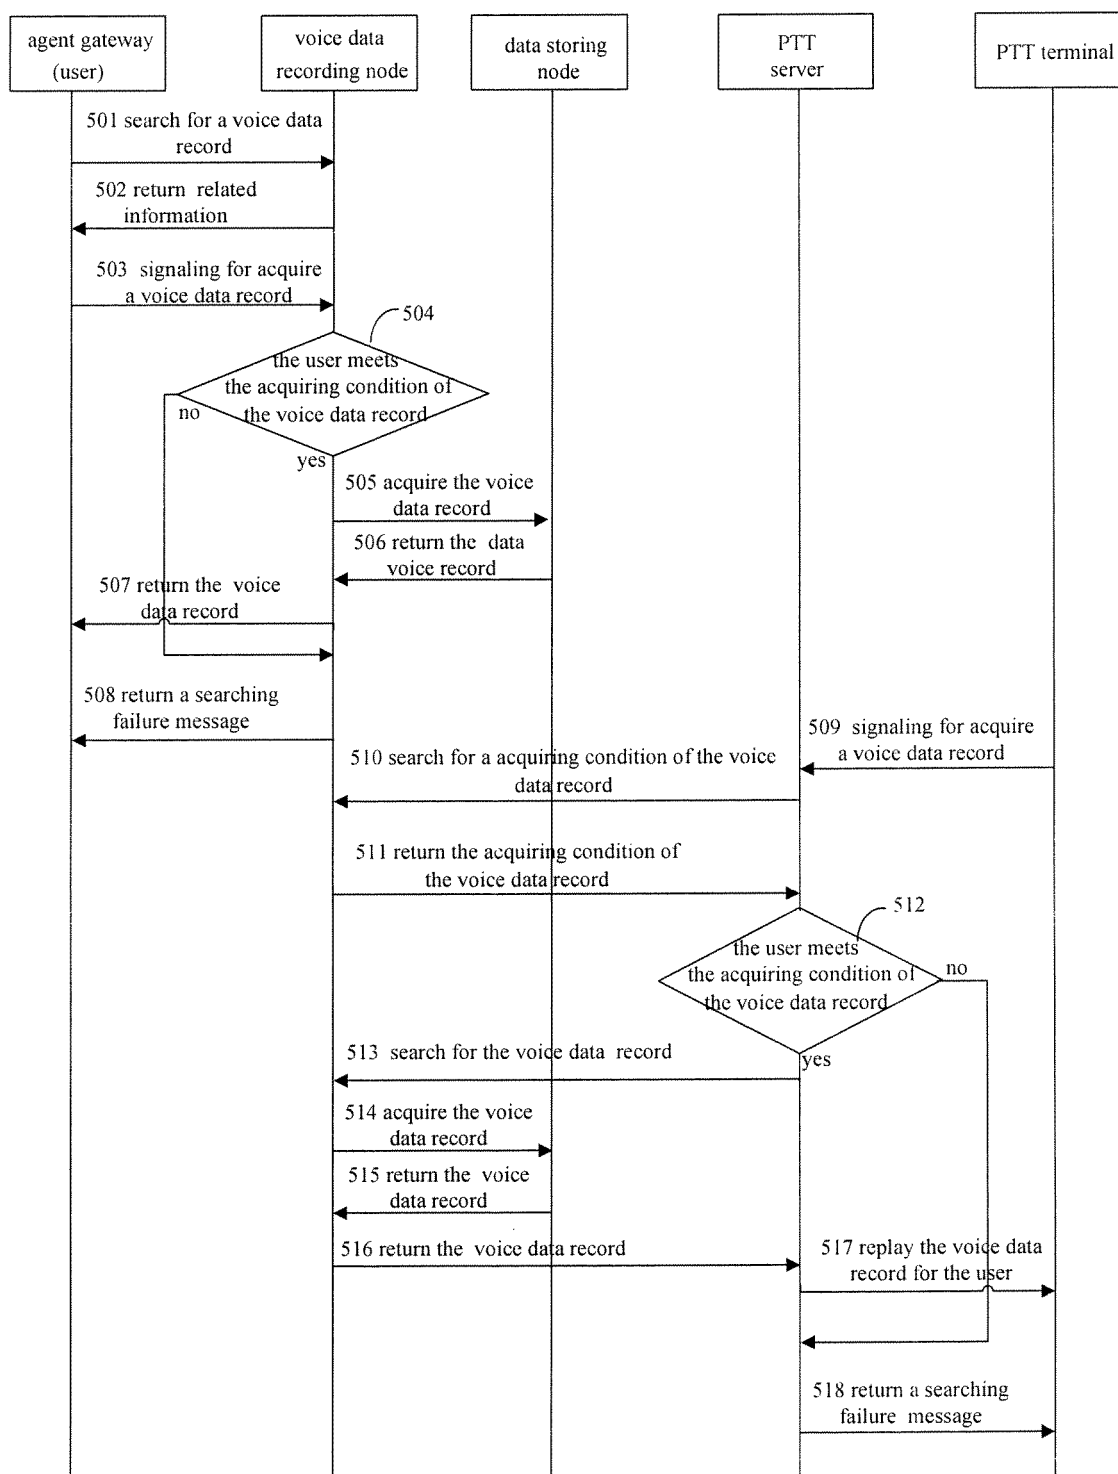 agent gateway
(user)
voice data
recording node
data storing
node
PTT
server
PTT terminal
501 search for a voice data
record
502 return related
information
503 signaling for acquire
a voice data record
504
the user meets
the acquiring condition of
the voice data record
no
yes
505 acquire the voice
data record
506 return the data
voice record
507 return the voice
data record
508 return a searching
failure message
509 signaling for acquire
a voice data record
510 search for a acquiring condition of the voice
data record
511 return the acquiring condition of
the voice data record
512
the user meets
the acquiring condition of
the voice data record
no
yes
513 search for the voice data record
514 acquire the voice
data record
515 return the voice
data record
516 return the voice data record
517 replay the voice data
record for the user
518 return a searching
failure message